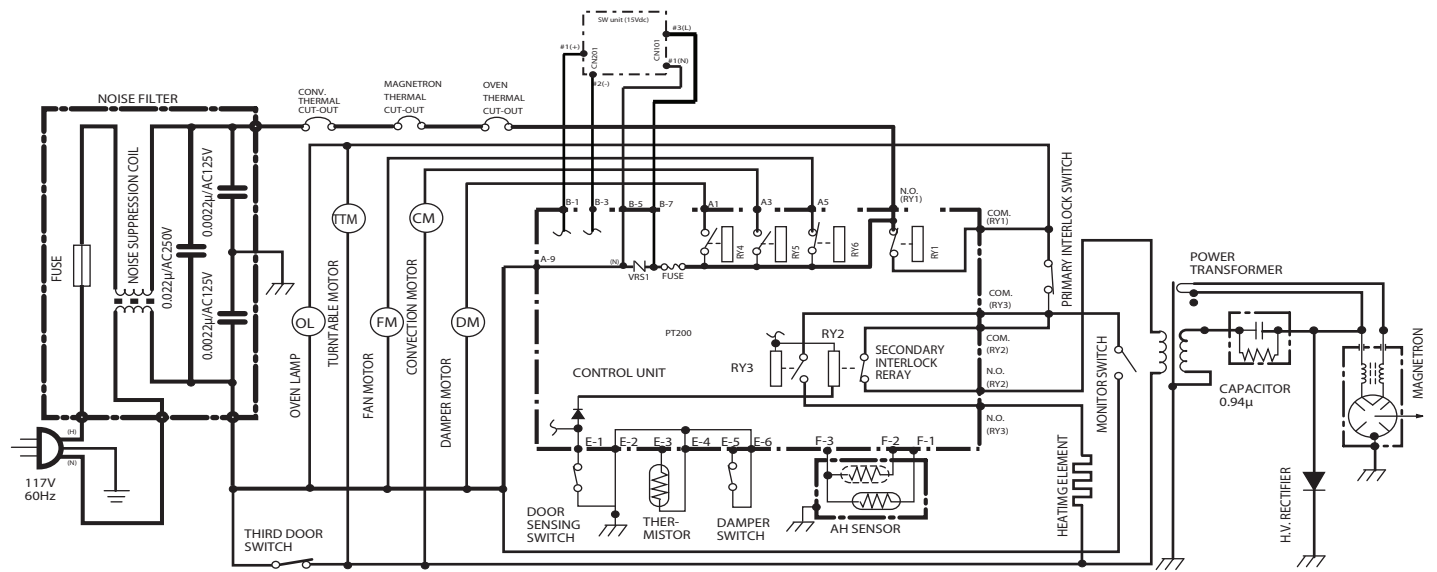 SW unit (15Vdc)
#3(L)
#1(+)
CN201
CN101
#1(N)
#2(-)
NOISE FILTER
CONV.
THERMAL
CUT-OUT
MAGNETRON
THERMAL
CUT-OUT
OVEN
THERMAL
CUT-OUT
FUSE
NOISE SUPPRESSION COIL
0.022µ/AC250V
0.0022µ/AC125V
0.0022µ/AC125V
(H)
(N)
117V
60Hz
OL
OVEN LAMP
TTM
TURNTABLE MOTOR
FM
FAN MOTOR
CM
CONVECTION MOTOR
DM
DAMPER MOTOR
THIRD DOOR
SWITCH
B-1
B-3
B-5
B-7
A1
A3
A5
N.O.
(RY1)
A-9
(N)
VRS1
FUSE
RY4
RY5
RY6
RY1
COM.
(RY1)
PRIMARY INTERLOCK SWITCH
COM.
(RY3)
COM.
(RY2)
N.O.
(RY2)
N.O.
(RY3)
PT200
CONTROL UNIT
RY3
RY2
SECONDARY
INTERLOCK
RERAY
E-1
E-2
E-3
E-4
E-5
E-6
F-3
F-2
F-1
DOOR
SENSING
SWITCH
THER-
MISTOR
DAMPER
SWITCH
AH SENSOR
HEATING ELEMENT
MONITOR SWITCH
POWER
TRANSFORMER
CAPACITOR
0.94µ
H.V. RECTIFIER
MAGNETRON